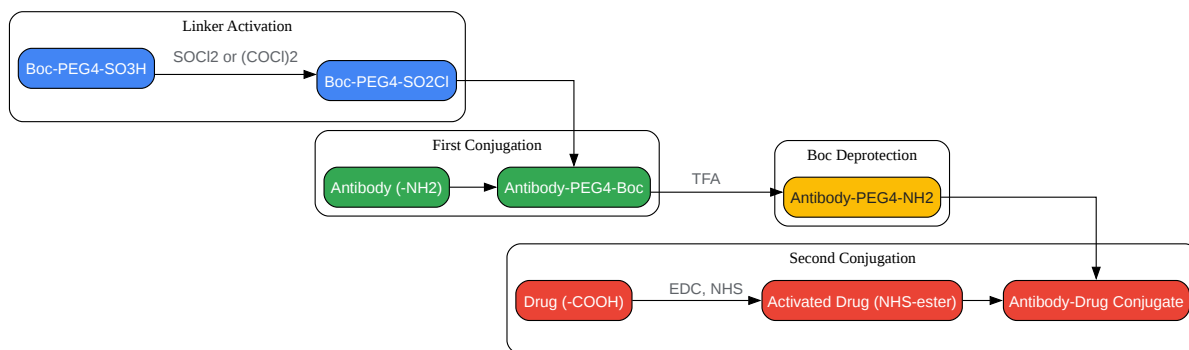 Linker Activation
Boc-PEG4-SO3H
SOCl2 or (COCl)2
Boc-PEG4-SO2Cl
First Conjugation
Antibody (-NH2)
Antibody-PEG4-Boc
TFA
Boc Deprotection
Antibody-PEG4-NH2
Second Conjugation
Drug (-COOH)
EDC, NHS
Activated Drug (NHS-ester)
Antibody-Drug Conjugate